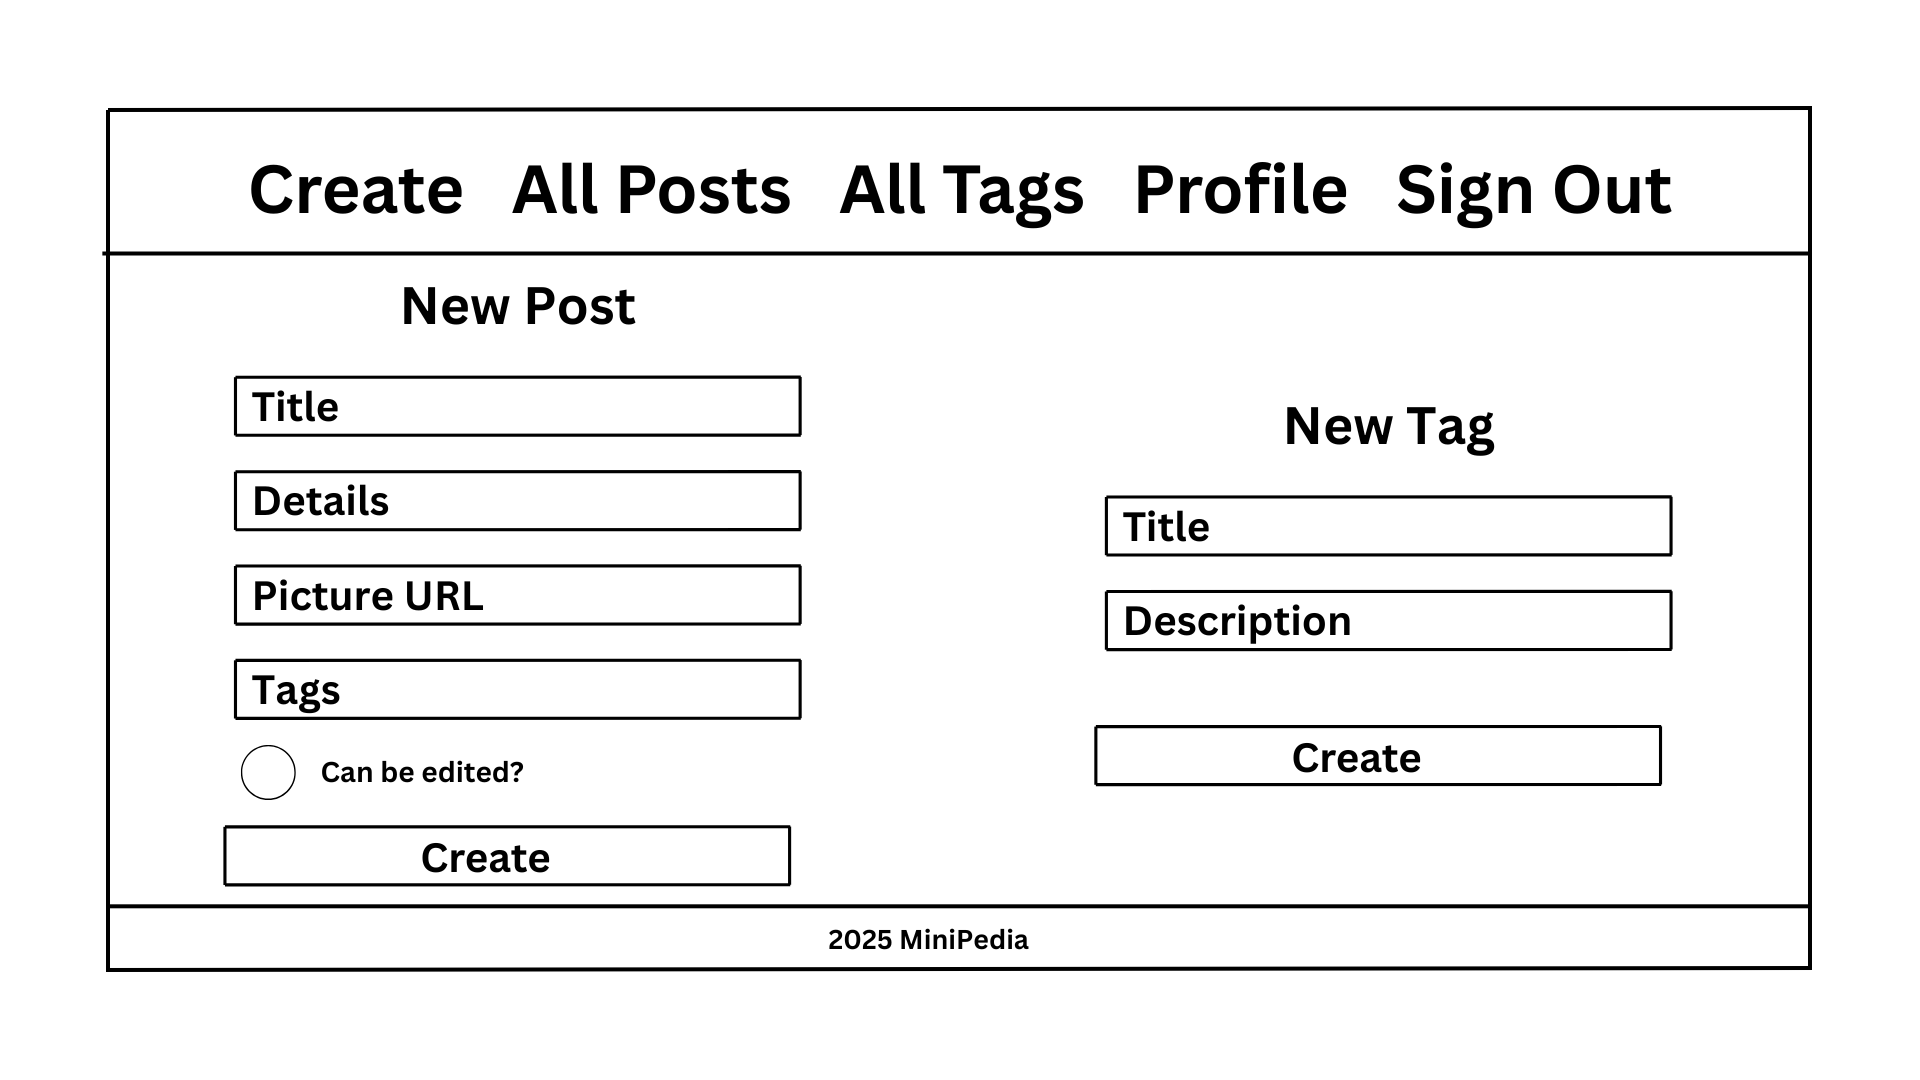 Create All Posts All Tags Profile Sign Out
New Post
Title
Details
Picture URL
Tags
Can be edited?
Create
New Tag
Title
Description
Create
2025 MiniPedia